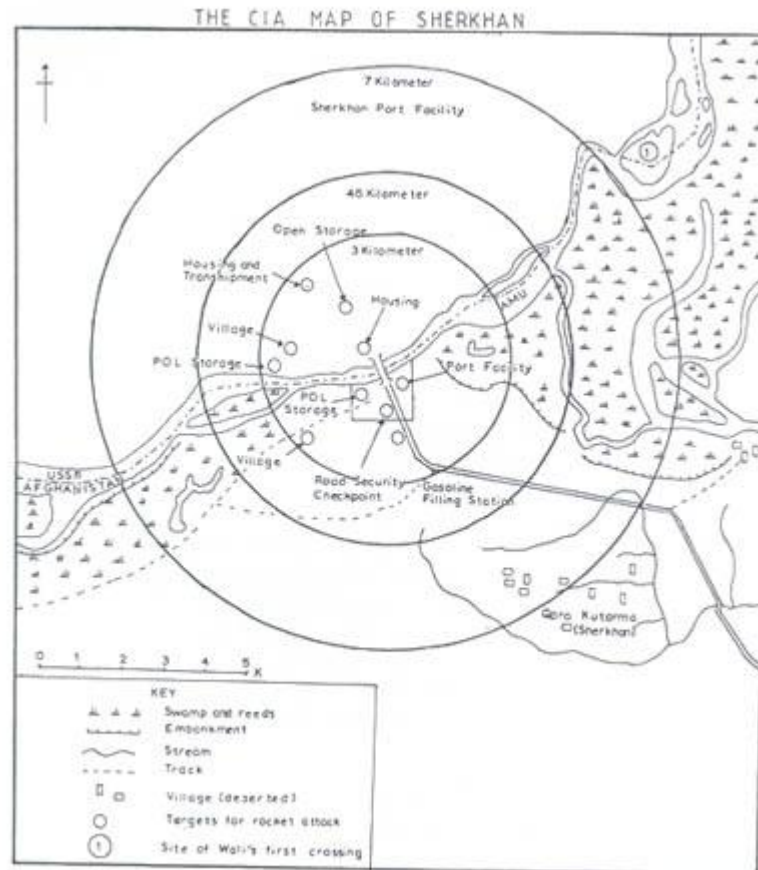 THE CIA MAP OF SHERKHAN
7 Kilometer
Sherkhan Port Facility
1
4.6 Kilometer
Open Storage
3 Kilometer
Housing and
Transhipment
Housing
AMU
Village
POL Storage
Port Facility
POL
Storage
Village
USSR
AFGHANISTAN
Road Security
Checkpoint
Gasoline
Filling Station
(Sherkhan)
0 1 2 3 4 5
K
KEY
Swamp and reeds
Embankment
Stream
Track
Village (deserted)
Targets for rocket attack
1
Site of Wali's first crossing